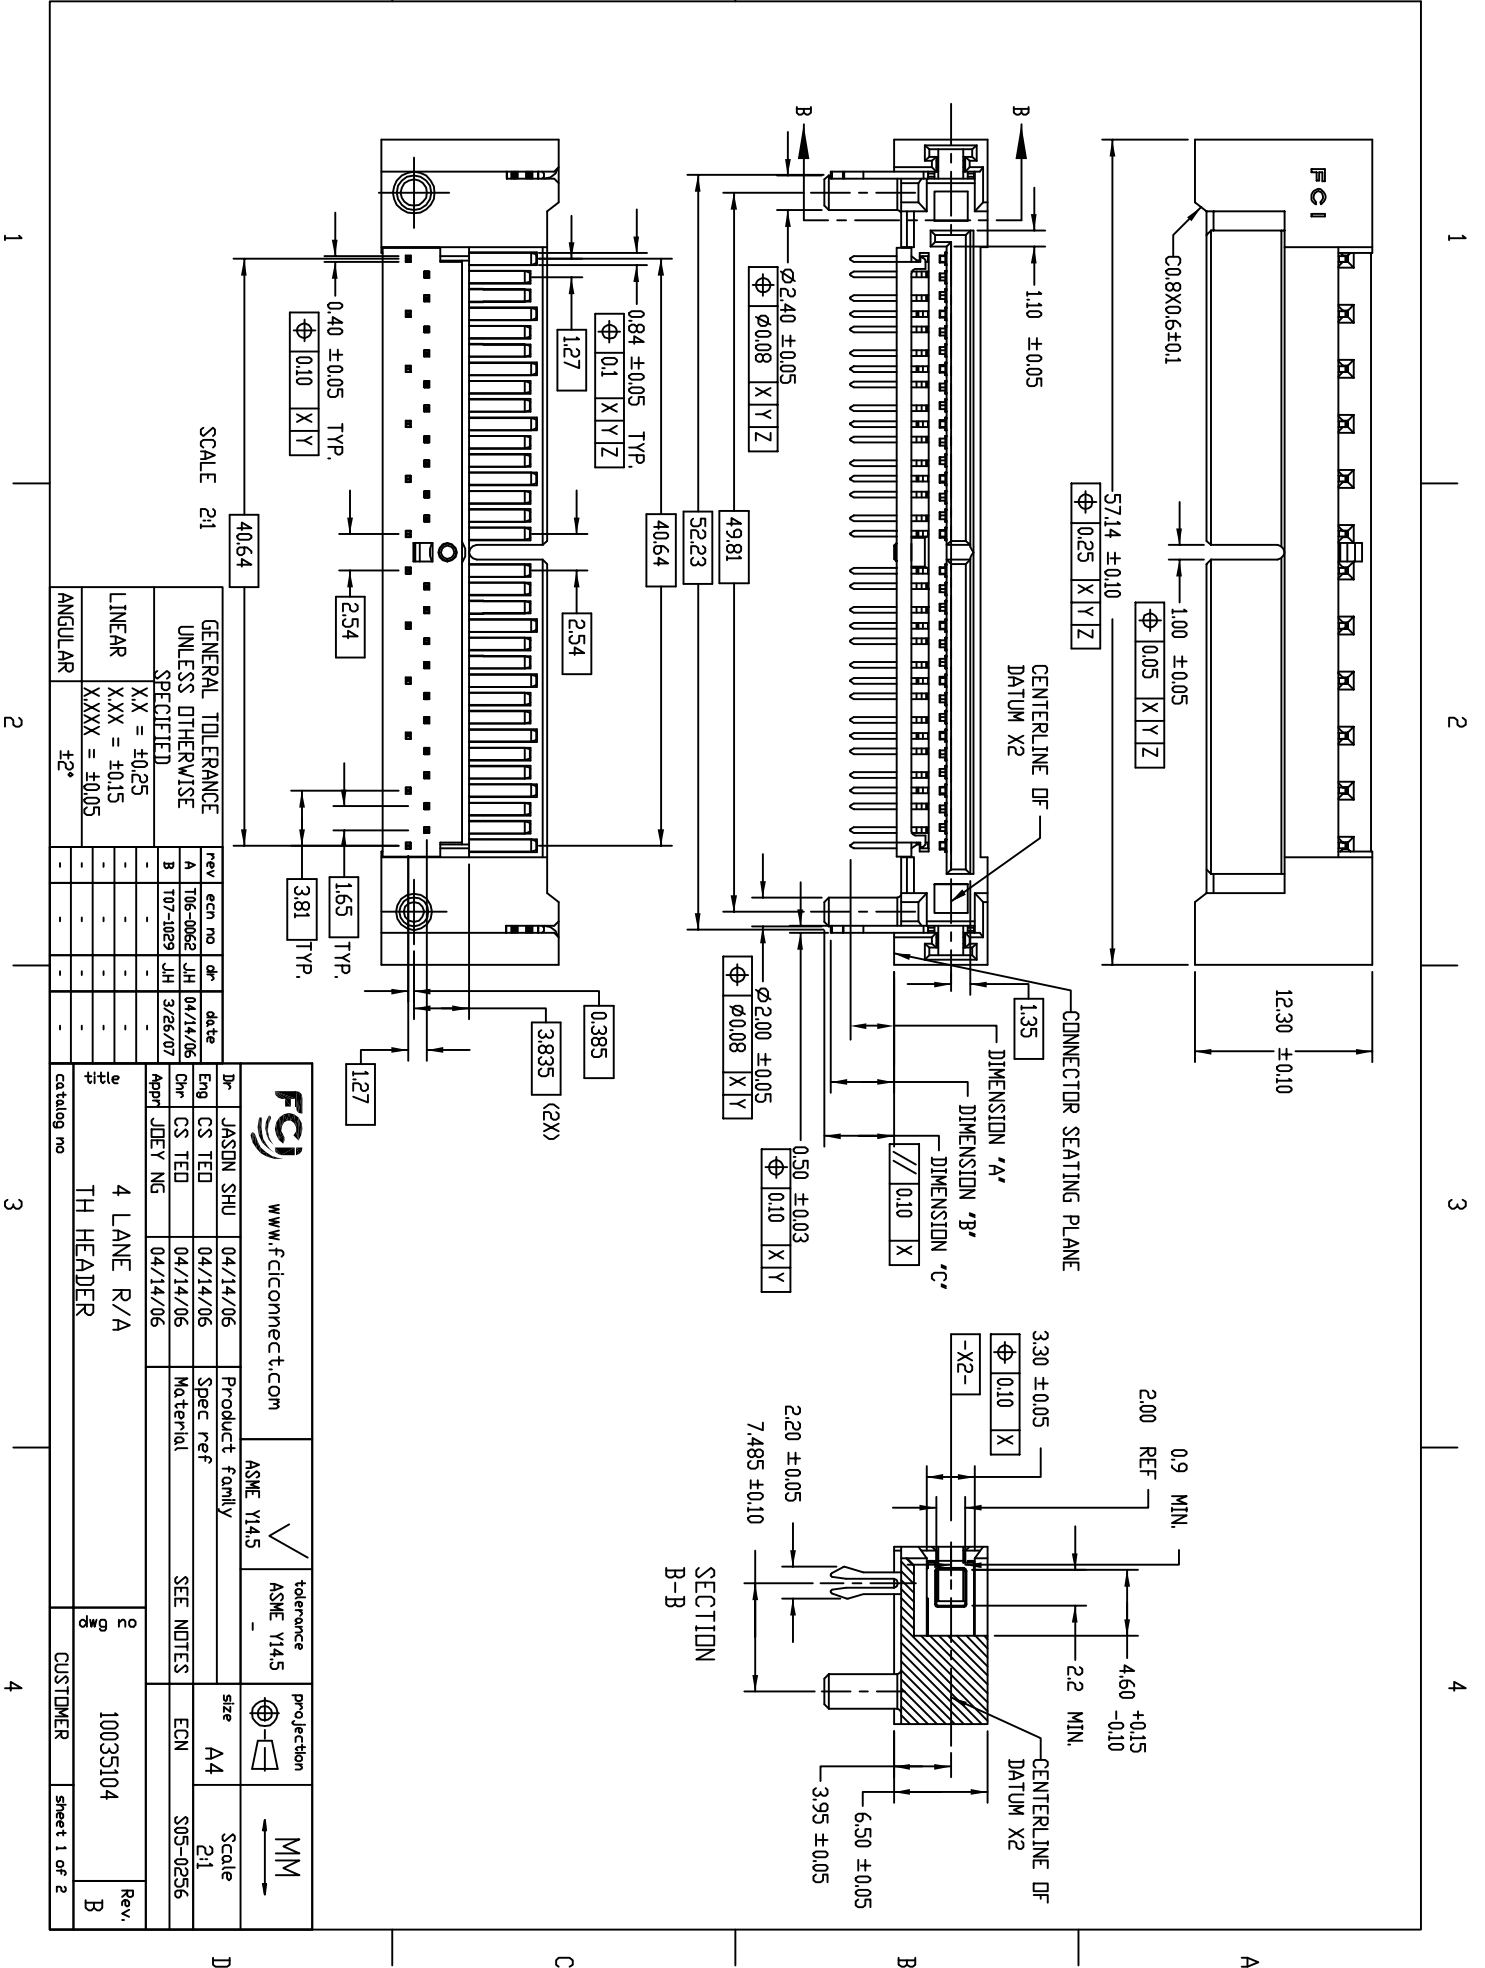 1
2
3
4
A
B
C
D
FCI
C0.8X0.6±0.1
57.14 ±0.10
⌖ 0.25 X Y Z
1.00 ±0.05
⌖ 0.05 X Y Z
12.30 ±0.10
B
B
1.10 ±0.05
Ø2.40 ±0.05
⌖ Ø0.08 X Y Z
49.81
52.23
CENTERLINE OF
DATUM X2
1.35
CONNECTOR SEATING PLANE
DIMENSION 'A'
DIMENSION 'B'
DIMENSION 'C'
// 0.10 X
Ø2.00 ±0.05
⌖ Ø0.08 X Y
0.50 ±0.03
⌖ 0.10 X Y
3.30 ±0.05
⌖ 0.10 X
-X2-
2.00 REF
0.9 MIN.
2.20 ±0.05
7.485 ±0.10
SECTION
B-B
4.60 +0.15
-0.10
2.2 MIN.
CENTERLINE OF
DATUM X2
6.50 ±0.05
3.95 ±0.05
40.64
0.84 ±0.05 TYP.
⌖ 0.1 X Y Z
1.27
2.54
0.40 ±0.05 TYP.
⌖ 0.10 X Y
2.54
40.64
1.65 TYP.
3.81 TYP.
0.385
3.835 (2X)
1.27
SCALE 2:1
GENERAL TOLERANCE
UNLESS OTHERWISE
SPECIFIED
LINEAR
X.X = ±0.25
X.XX = ±0.15
X.XXX = ±0.05
ANGULAR ±2°
rev ecn no dr date
A T06-0062 J.H 04/14/06
B T07-1029 J.H 3/26/07
- - - -
- - - -
- - - -
- - - -
FCI
www.fciconnect.com
ASME Y14.5
tolerance
ASME Y14.5
-
projection
MM
Dr JASON SHU 04/14/06 Product family
Eng CS TEO 04/14/06 Spec ref
Chr CS TEO 04/14/06 Material SEE NOTES
Appr JOEY NG 04/14/06
size A4
Scale
2:1
ECN S05-0256
title
4 LANE R/A
TH HEADER
dwg no
10035104
Rev.
B
catalog no
CUSTOMER
sheet 1 of 2
1
2
3
4